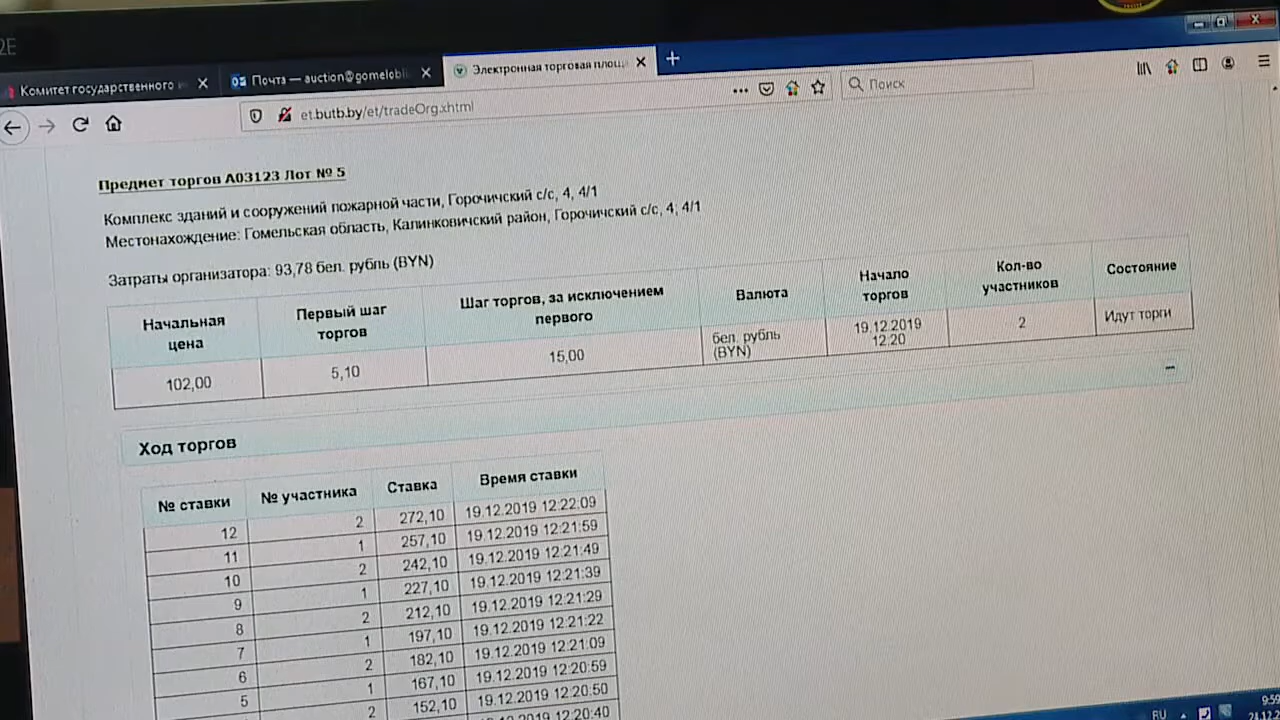 2E
Комитет государственного
Почта — auction@gomelobl
Электронная торговая площ
et.butb.by/et/tradeOrg.xhtml
Поиск
Предмет торгов А03123 Лот № 5
Комплекс зданий и сооружений пожарной части, Горочичский с/с, 4, 4/1
Местонахождение: Гомельская область, Калинковичский район, Горочичский с/с, 4, 4/1
Затраты организатора: 93,78 бел. рубль (BYN)
Начальная цена Первый шаг торгов Шаг торгов, за исключением первого Валюта Начало торгов Кол-во участников Состояние
102,00 5,10 15,00 бел. рубль (BYN) 19.12.2019 12:20 2 Идут торги
Ход торгов
№ ставки № участника Ставка Время ставки
12 2 272,10 19.12.2019 12:22:09
11 1 257,10 19.12.2019 12:21:59
10 2 242,10 19.12.2019 12:21:49
9 1 227,10 19.12.2019 12:21:39
8 2 212,10 19.12.2019 12:21:29
7 1 197,10 19.12.2019 12:21:22
6 2 182,10 19.12.2019 12:21:09
5 1 167,10 19.12.2019 12:20:59
2 152,10 19.12.2019 12:20:50
19.12.2019 12:20:40
RU
9:59